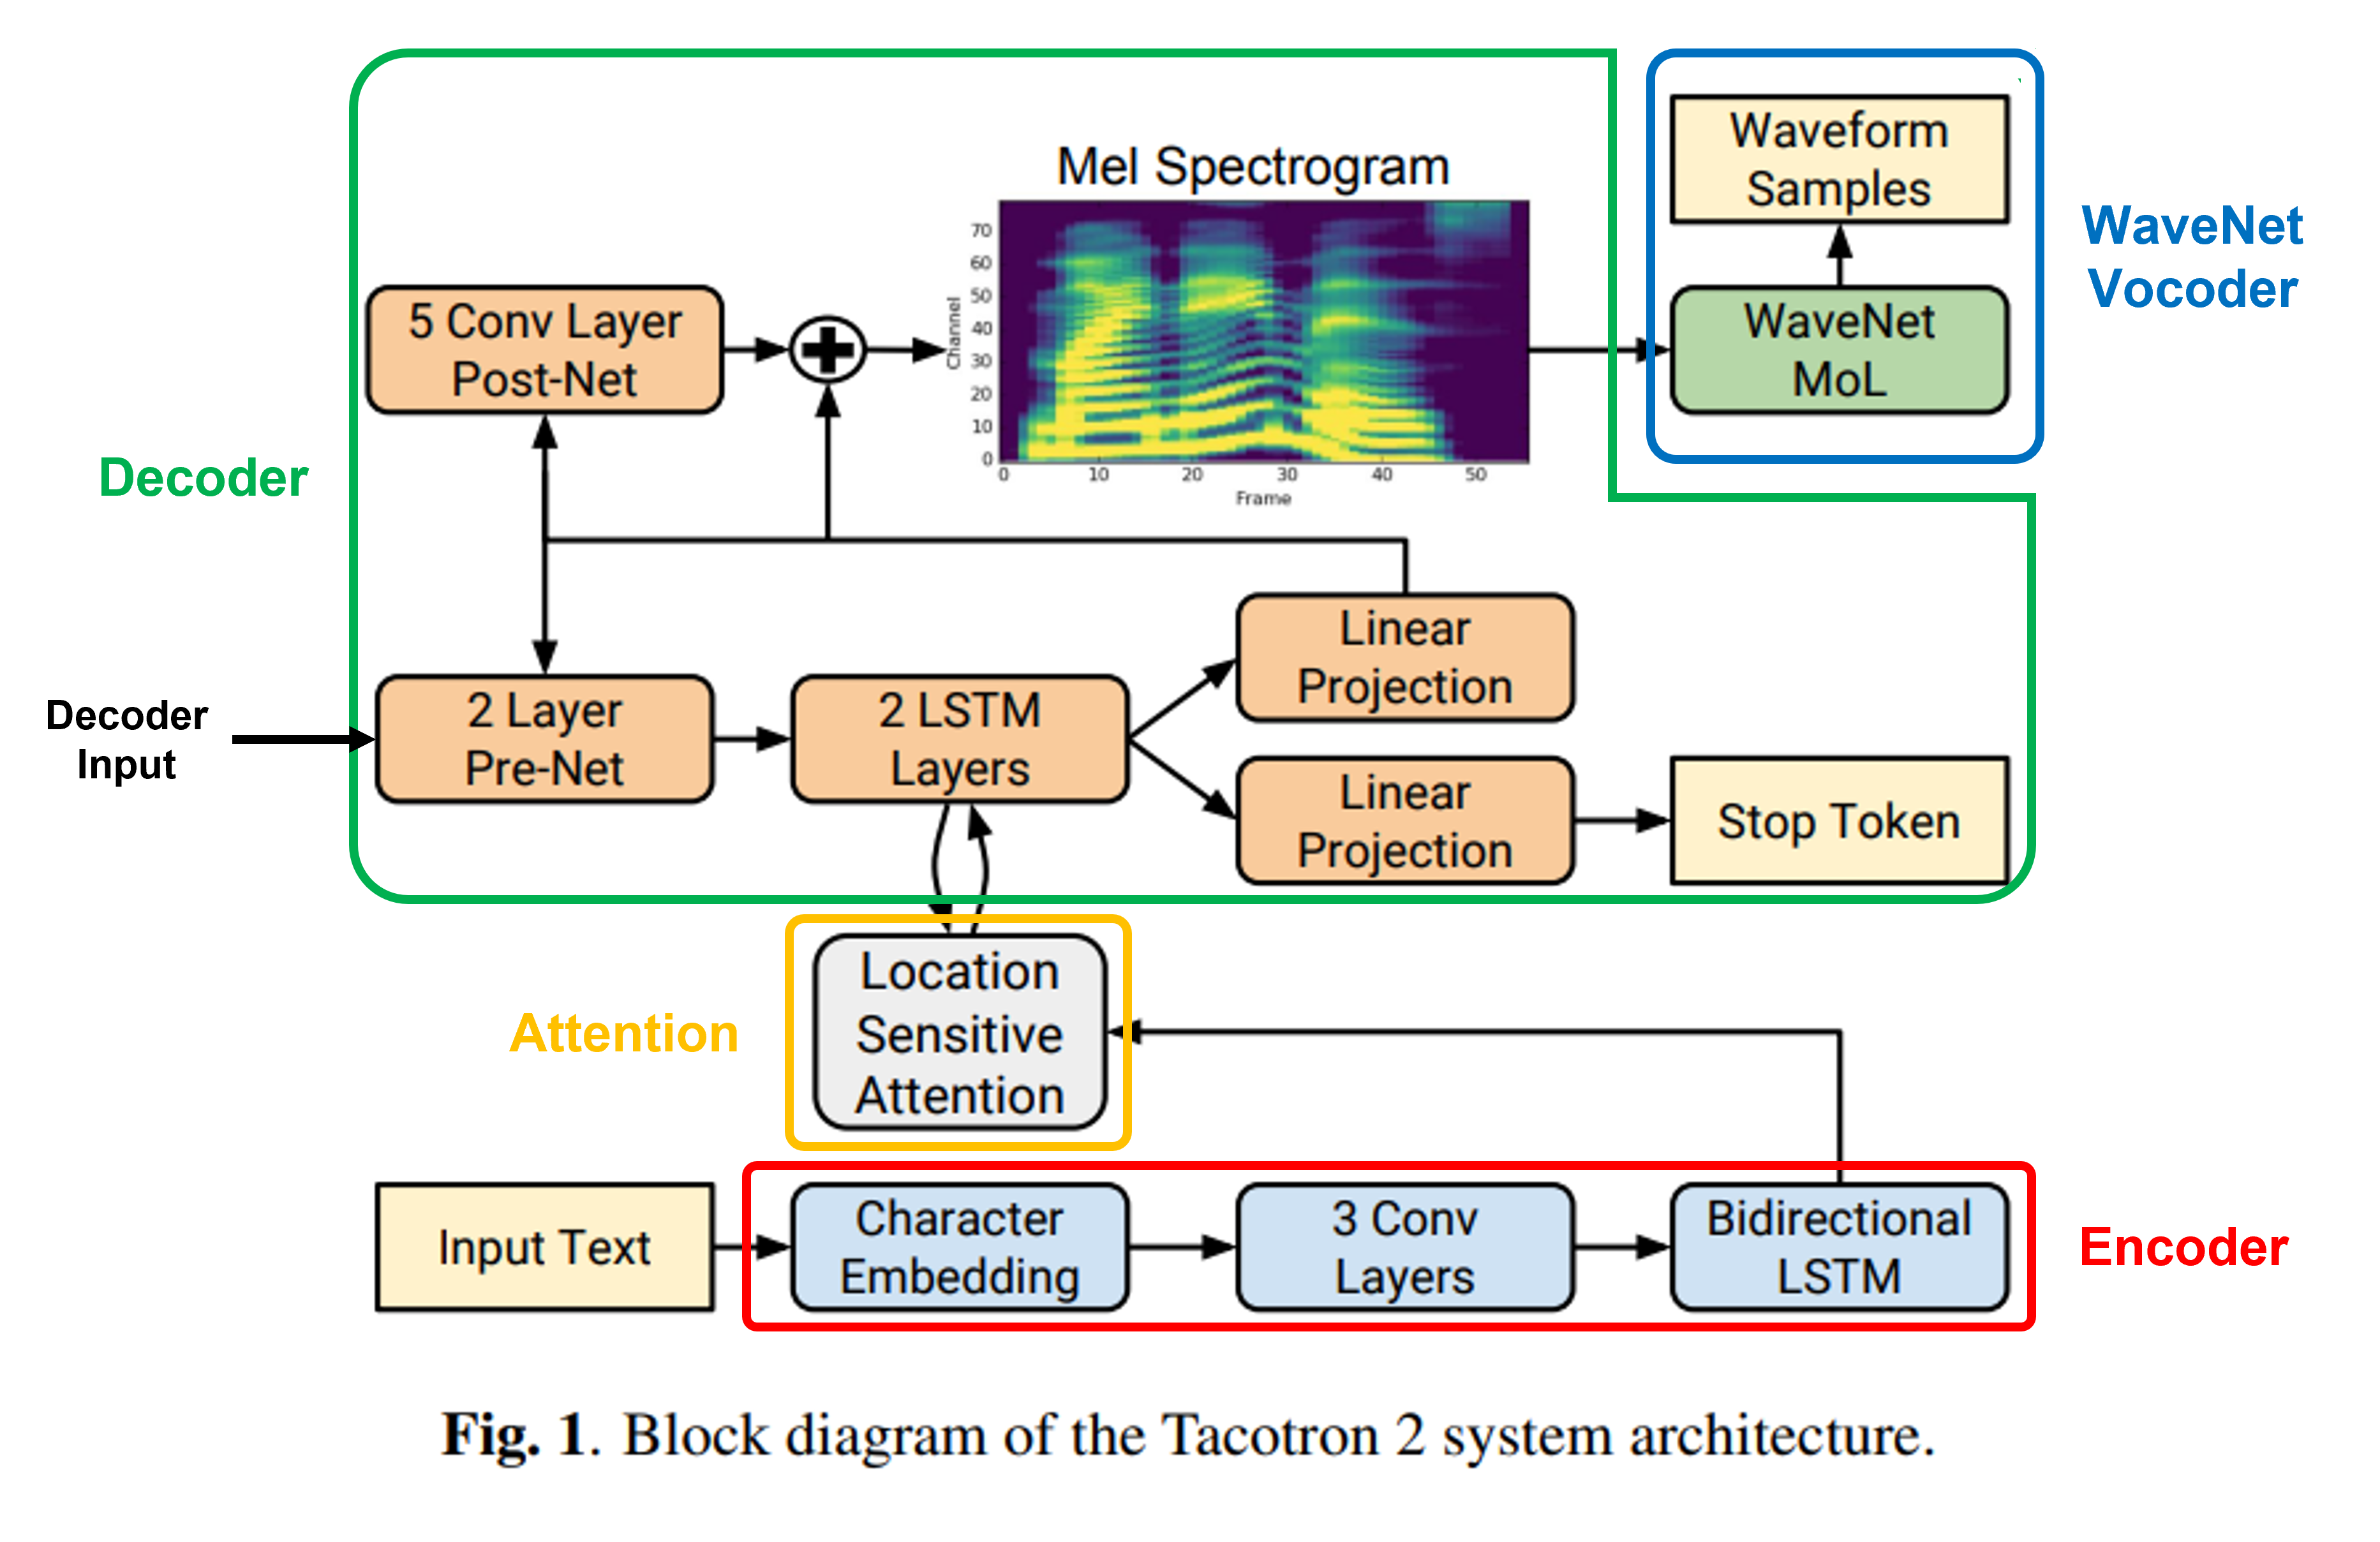 Mel Spectrogram
70
60
50
40
30
20
10
0
Channel
0 10 20 30 40 50
Frame
Waveform
Samples
WaveNet
MoL
WaveNet
Vocoder
5 Conv Layer
Post-Net
Decoder
Decoder
Input
2 Layer
Pre-Net
2 LSTM
Layers
Linear
Projection
Linear
Projection
Stop Token
Attention
Location
Sensitive
Attention
Input Text
Character
Embedding
3 Conv
Layers
Bidirectional
LSTM
Encoder
Fig. 1. Block diagram of the Tacotron 2 system architecture.